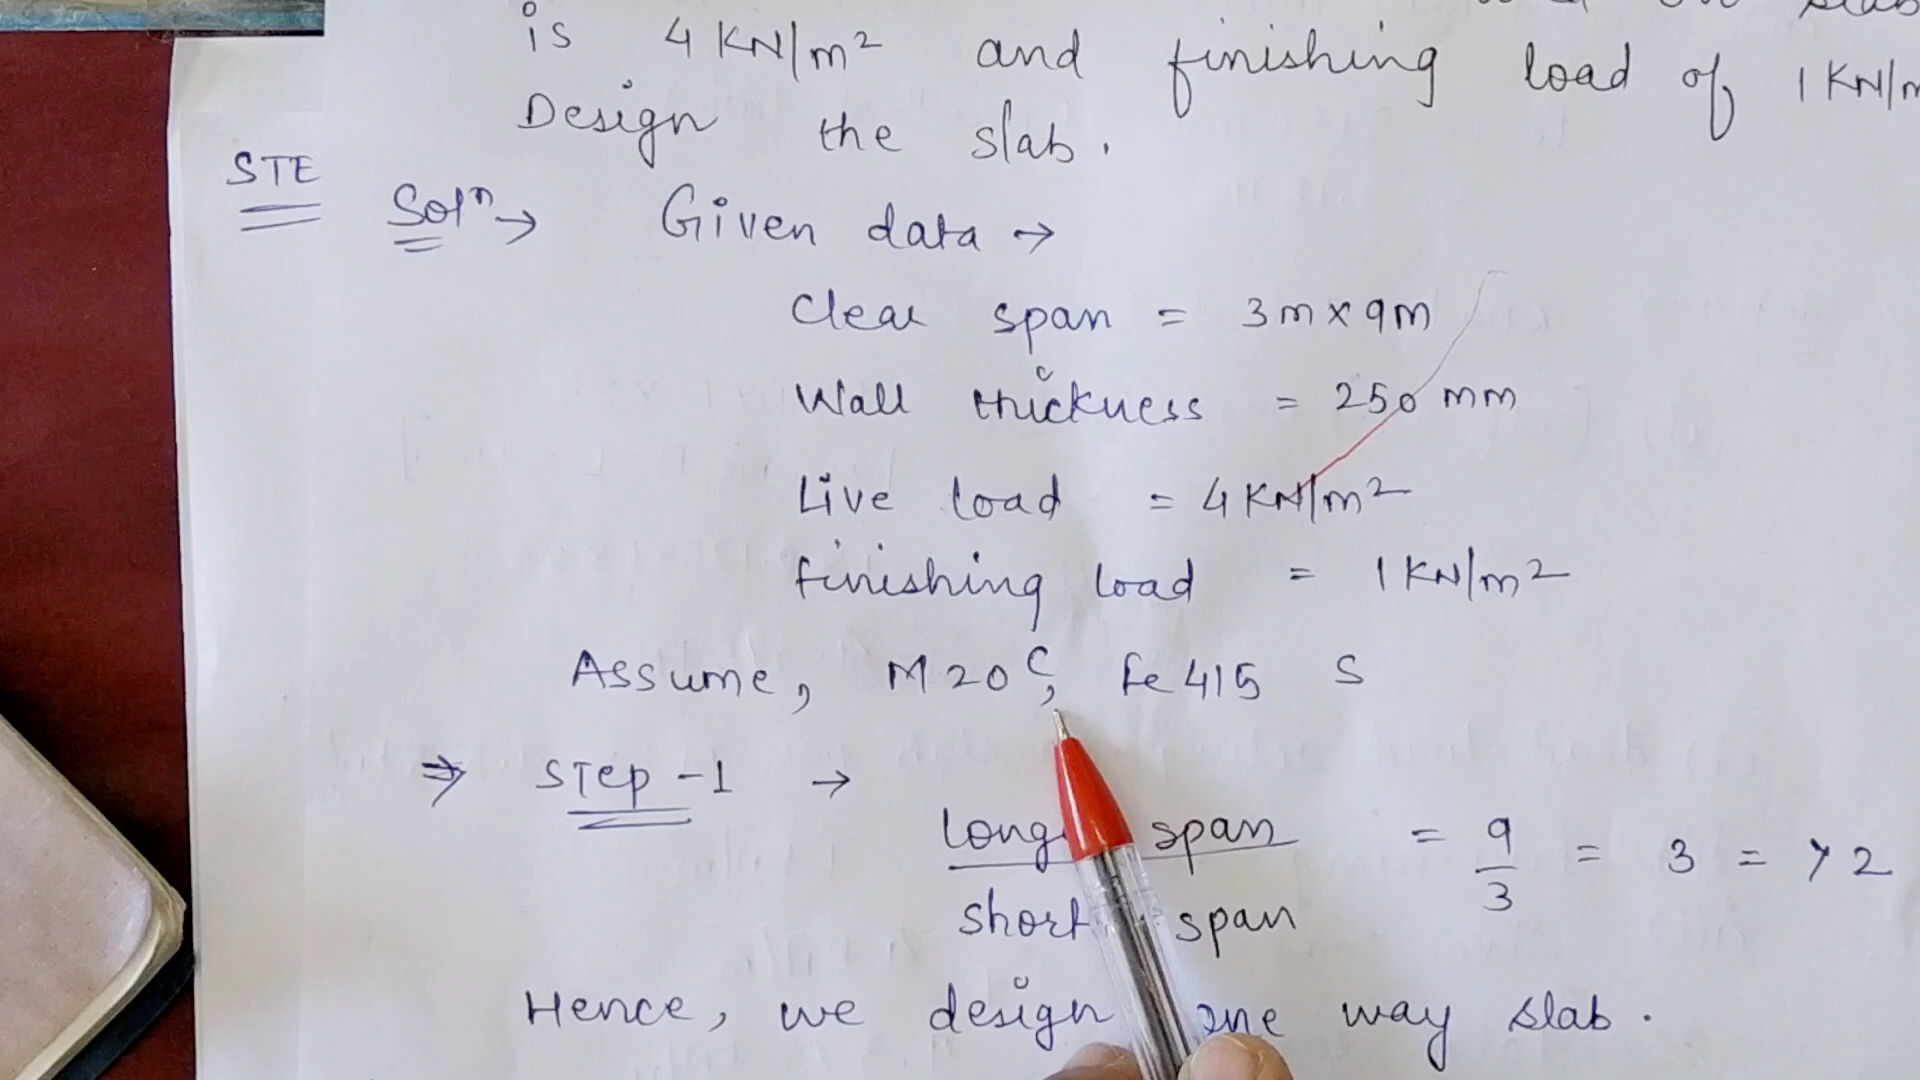 is 4 KN/m² and finishing load of 1 KN/m
Design the slab.
STE
Solⁿ → Given data →
Clear span = 3m x 9m
Wall thickness = 250 mm
Live load = 4 KN/m²
finishing load = 1 KN/m²
Assume, M20 &, fe 415 S
⇒ STep -1 →
long span / short span = 9/3 = 3 = > 2
Hence, we design one way slab.